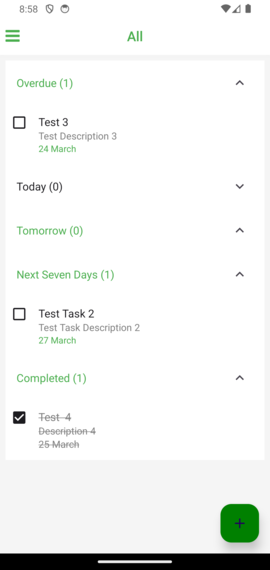 8:58
All
Overdue (1)
Test 3
Test Description 3
24 March
Today (0)
Tomorrow (0)
Next Seven Days (1)
Test Task 2
Test Task Description 2
27 March
Completed (1)
Test 4
Description 4
25 March
+